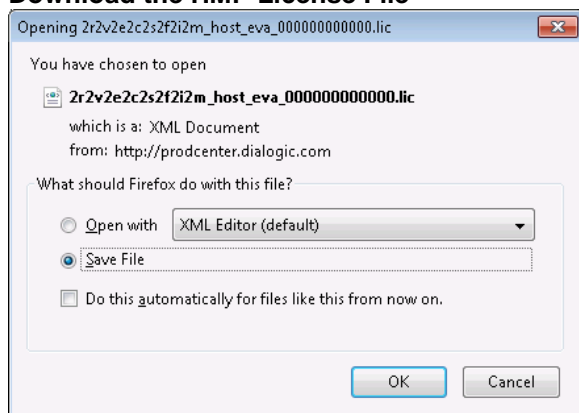 Download the HMP License File
Opening 2r2v2e2c2s2f2i2m_host_eva_000000000000.lic
You have chosen to open
2r2v2e2c2s2f2i2m_host_eva_000000000000.lic
which is a: XML Document
from: http://prodcenter.dialogic.com
What should Firefox do with this file?
Open with XML Editor (default)
Save File
Do this automatically for files like this from now on.
OK Cancel